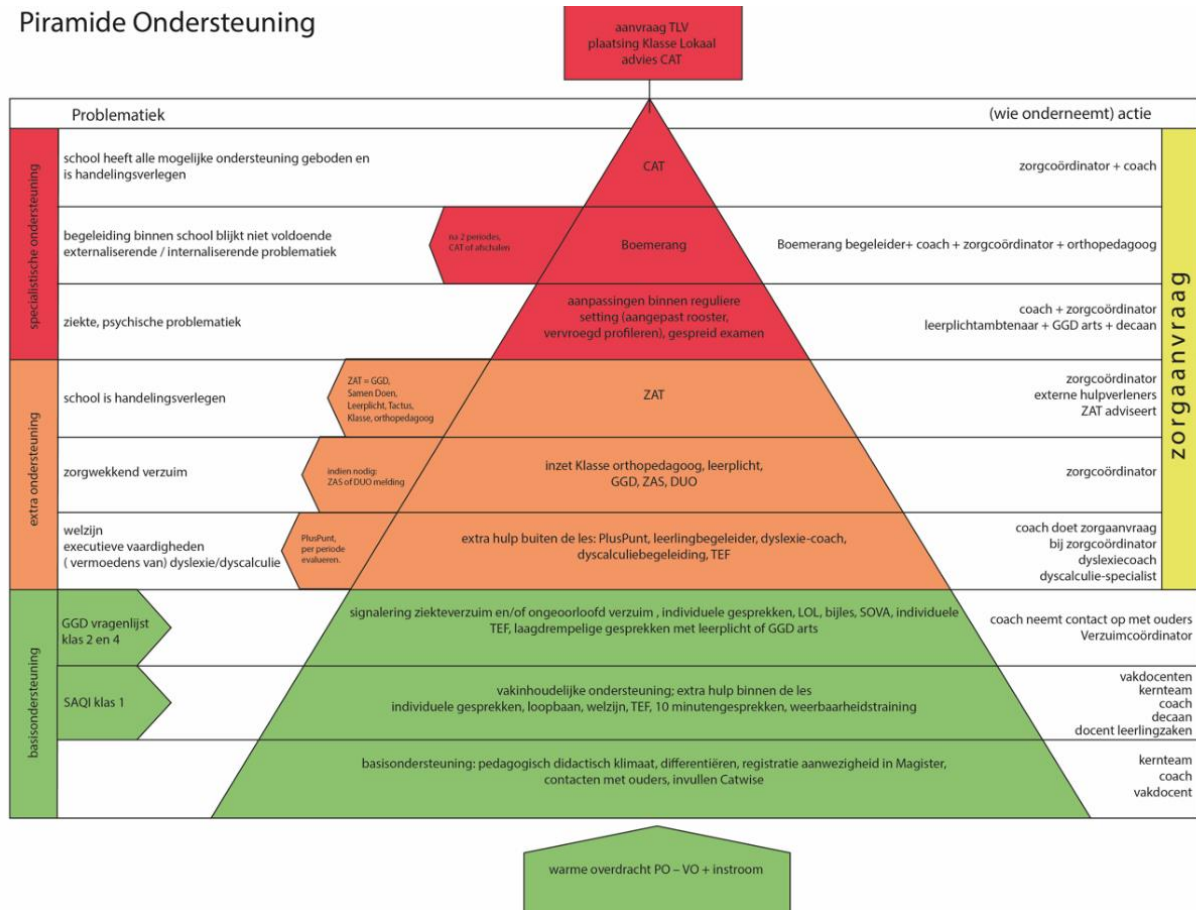 Piramide Ondersteuning
aanvraag TLV
plaatsing Klasse Lokaal
advies CAT
Problematiek
(wie onderneemt) actie
specialistische ondersteuning
school heeft alle mogelijke ondersteuning geboden en
is handelingsverlegen
CAT
zorgcoördinator + coach
begeleiding binnen school blijkt niet voldoende
externaliserende / internaliserende problematiek
na 2 periodes,
CAT of afschalen
Boemerang
Boemerang begeleider+ coach + zorgcoördinator + orthopedagoog
ziekte, psychische problematiek
aanpassingen binnen reguliere
setting (aangepast rooster,
vervroegd profileren), gespreid examen
coach + zorgcoördinator
leerplichtambtenaar + GGD arts + decaan
zorgaanvraag
extra ondersteuning
school is handelingsverlegen
ZAT = GGD,
Samen Doen,
Leerplicht, Tactus,
Klasse, orthopedagoog
ZAT
zorgcoördinator
externe hulpverleners
ZAT adviseert
zorgwekkend verzuim
indien nodig:
ZAS of DUO melding
inzet Klasse orthopedagoog, leerplicht,
GGD, ZAS, DUO
zorgcoördinator
welzijn
executieve vaardigheden
( vermoedens van) dyslexie/dyscalculie
PlusPunt,
per periode
evalueren.
extra hulp buiten de les: PlusPunt, leerlingbegeleider, dyslexie-coach,
dyscalculiebegeleiding, TEF
coach doet zorgaanvraag
bij zorgcoördinator
dyslexiecoach
dyscalculie-specialist
basisondersteuning
GGD vragenlijst
klas 2 en 4
signalering ziekteverzuim en/of ongeoorloofd verzuim , individuele gesprekken, LOL, bijles, SOVA, individuele
TEF, laagdrempelige gesprekken met leerplicht of GGD arts
coach neemt contact op met ouders
Verzuimcoördinator
SAQI klas 1
vakinhoudelijke ondersteuning; extra hulp binnen de les
individuele gesprekken, loopbaan, welzijn, TEF, 10 minutengesprekken, weerbaarheidstraining
vakdocenten
kernteam
coach
decaan
docent leerlingzaken
basisondersteuning: pedagogisch didactisch klimaat, differentiëren, registratie aanwezigheid in Magister,
contacten met ouders, invullen Catwise
kernteam
coach
vakdocent
warme overdracht PO – VO + instroom